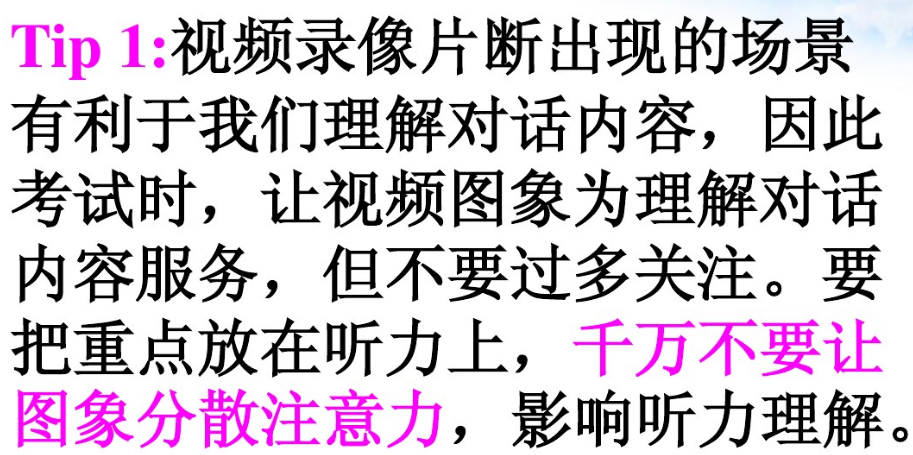 Tip 1:视频录像片断出现的场景
有利于我们理解对话内容，因此
考试时，让视频图象为理解对话
内容服务，但不要过多关注。要
把重点放在听力上，千万不要让
图象分散注意力，影响听力理解。